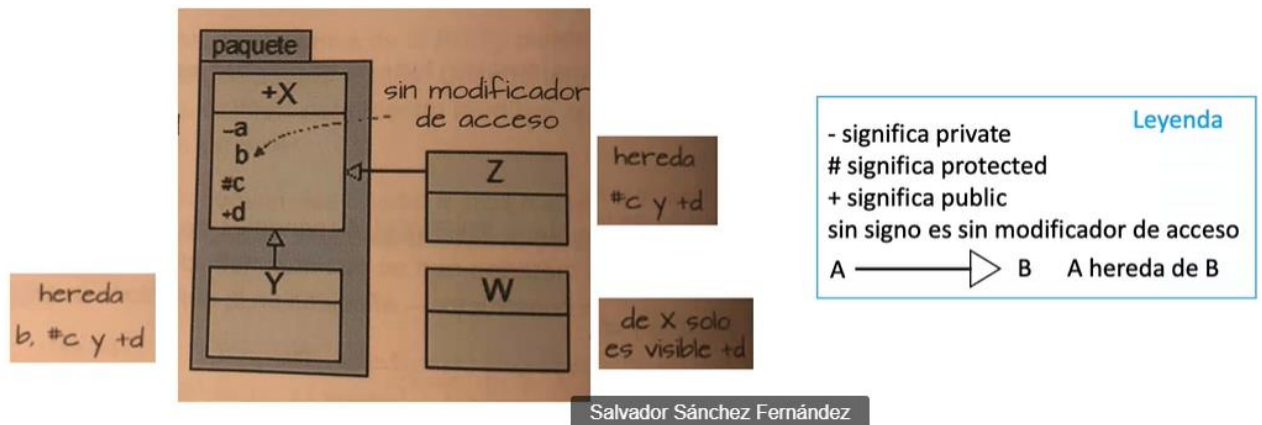 paquete
+X
-a
b
#c
+d
sin modificador
de acceso
Z
hereda
#c y +d
Y
hereda
b, #c y +d
W
de X solo
es visible +d
Leyenda
- significa private
# significa protected
+ significa public
sin signo es sin modificador de acceso
A B A hereda de B
Salvador Sánchez Fernández